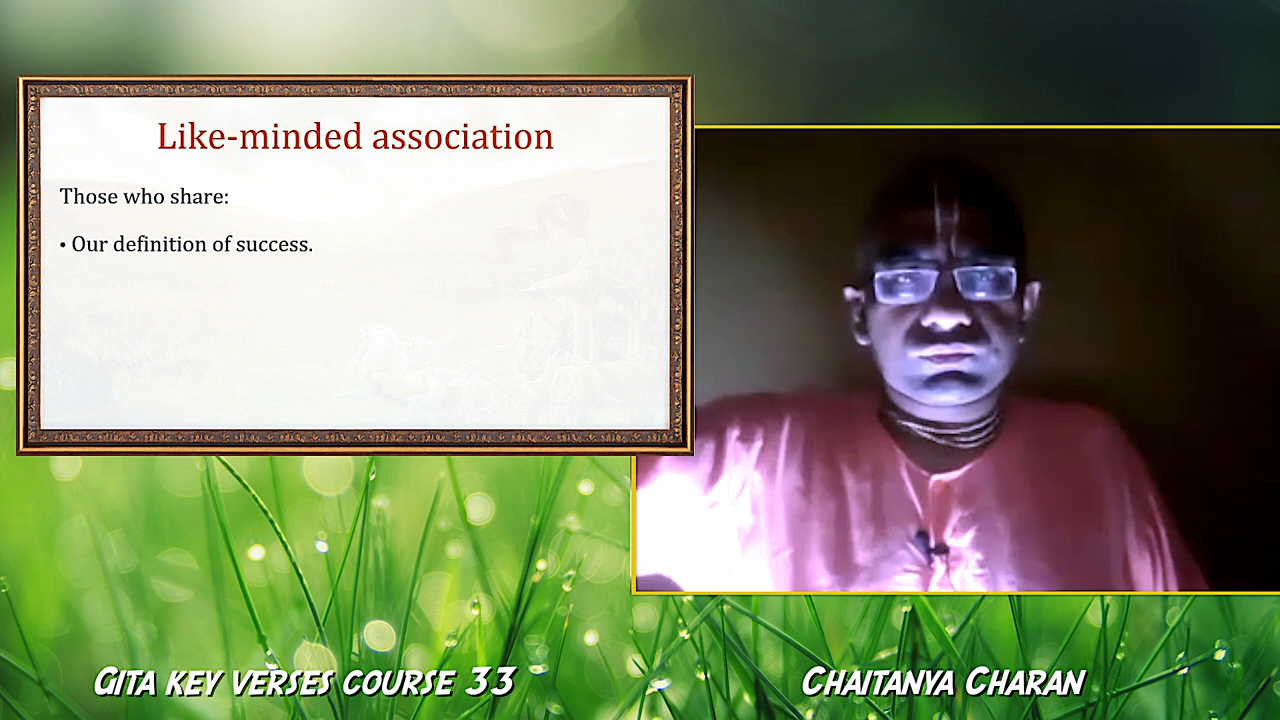 Like-minded association
Those who share:
• Our definition of success.
GITA KEY VERSES COURSE 33
CHAITANYA CHARAN